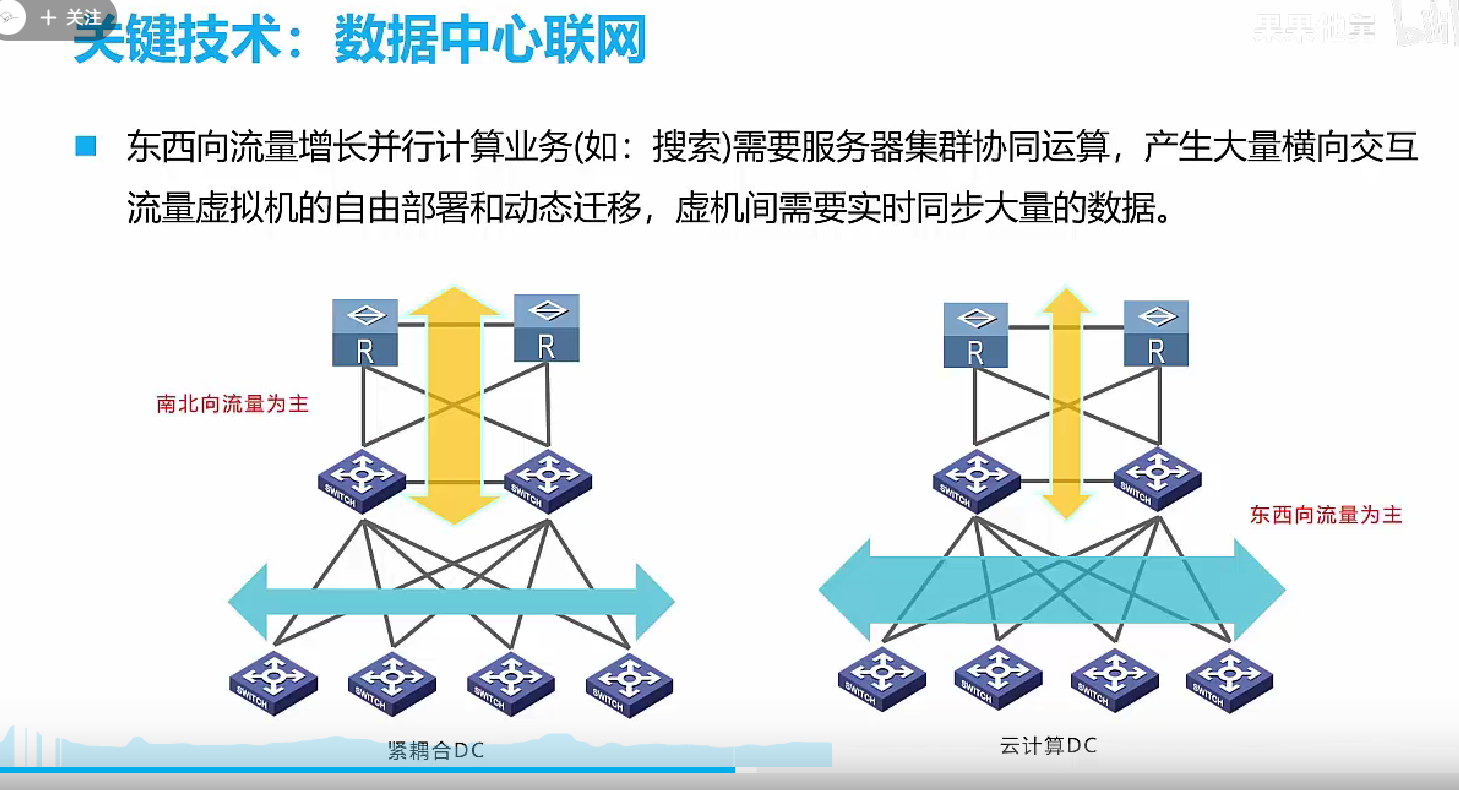 + 关注
关键技术：数据中心联网
东西向流量增长并行计算业务(如：搜索)需要服务器集群协同运算，产生大量横向交互
流量虚拟机的自由部署和动态迁移，虚机间需要实时同步大量的数据。
R
R
R
R
南北向流量为主
SWITCH
SWITCH
SWITCH
SWITCH
东西向流量为主
SWITCH
SWITCH
SWITCH
SWITCH
SWITCH
SWITCH
SWITCH
SWITCH
紧耦合DC
云计算DC